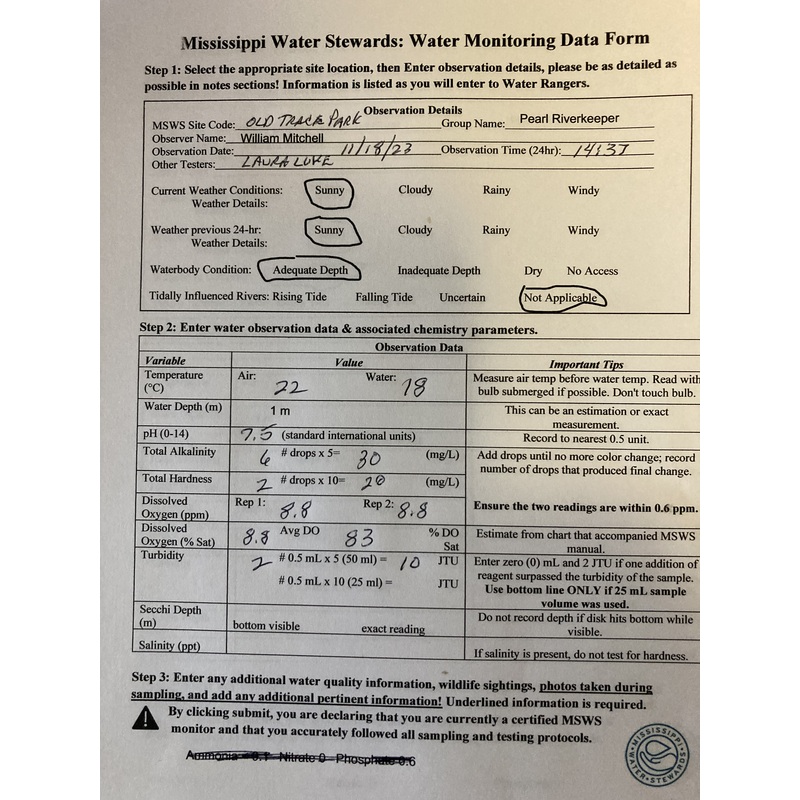 Mississippi Water Stewards: Water Monitoring Data Form
Step 1: Select the appropriate site location, then Enter observation details, please be as detailed as
possible in notes sections! Information is listed as you will enter to Water Rangers.
Observation Details
MSWS Site Code: OLD TRACE PARK Group Name: Pearl Riverkeeper
Observer Name: William Mitchell
Observation Date: 11/18/23 Observation Time (24hr): 14:37
Other Testers: LAURA LUKE
Current Weather Conditions: Sunny Cloudy Rainy Windy
Weather Details:
Weather previous 24-hr: Sunny Cloudy Rainy Windy
Weather Details:
Waterbody Condition: Adequate Depth Inadequate Depth Dry No Access
Tidally Influenced Rivers: Rising Tide Falling Tide Uncertain Not Applicable
Step 2: Enter water observation data & associated chemistry parameters.
Observation Data
Variable Value Important Tips
Temperature (°C) Air: 22 Water: 18 Measure air temp before water temp. Read with
bulb submerged if possible. Don't touch bulb.
Water Depth (m) 1 m This can be an estimation or exact
measurement.
pH (0-14) 7.5 (standard international units) Record to nearest 0.5 unit.
Total Alkalinity 6 # drops x 5= 30 (mg/L) Add drops until no more color change; record
number of drops that produced final change.
Total Hardness 2 # drops x 10= 20 (mg/L)
Dissolved Oxygen (ppm) Rep 1: 8.8 Rep 2: 8.8 Ensure the two readings are within 0.6 ppm.
Dissolved Oxygen (% Sat) 8.8 Avg DO 83 % DO Sat Estimate from chart that accompanied MSWS
manual.
Turbidity 2 # 0.5 mL x 5 (50 ml) = 10 JTU Enter zero (0) mL and 2 JTU if one addition of
reagent surpassed the turbidity of the sample.
# 0.5 mL x 10 (25 ml) = JTU Use bottom line ONLY if 25 mL sample
volume was used.
Secchi Depth (m) bottom visible exact reading Do not record depth if disk hits bottom while
visible.
Salinity (ppt) If salinity is present, do not test for hardness.
Step 3: Enter any additional water quality information, wildlife sightings, photos taken during
sampling, and add any additional pertinent information! Underlined information is required.
By clicking submit, you are declaring that you are currently a certified MSWS
monitor and that you accurately followed all sampling and testing protocols.
Ammonia - 0.1 Nitrate 0 Phosphate 0.6
MISSISSIPPI WATER STEWARDS